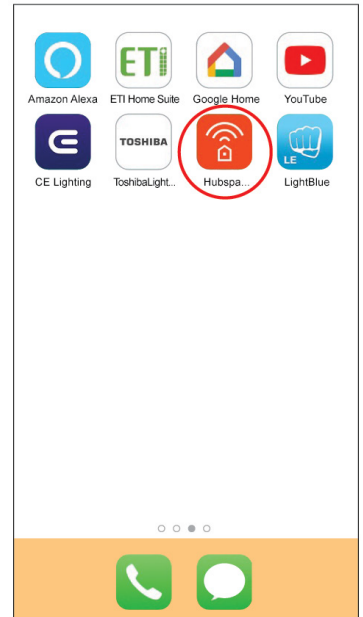 ETi
Amazon Alexa ETI Home Suite Google Home YouTube
TOSHIBA
LE
CE Lighting ToshibaLight... Hubspa... LightBlue